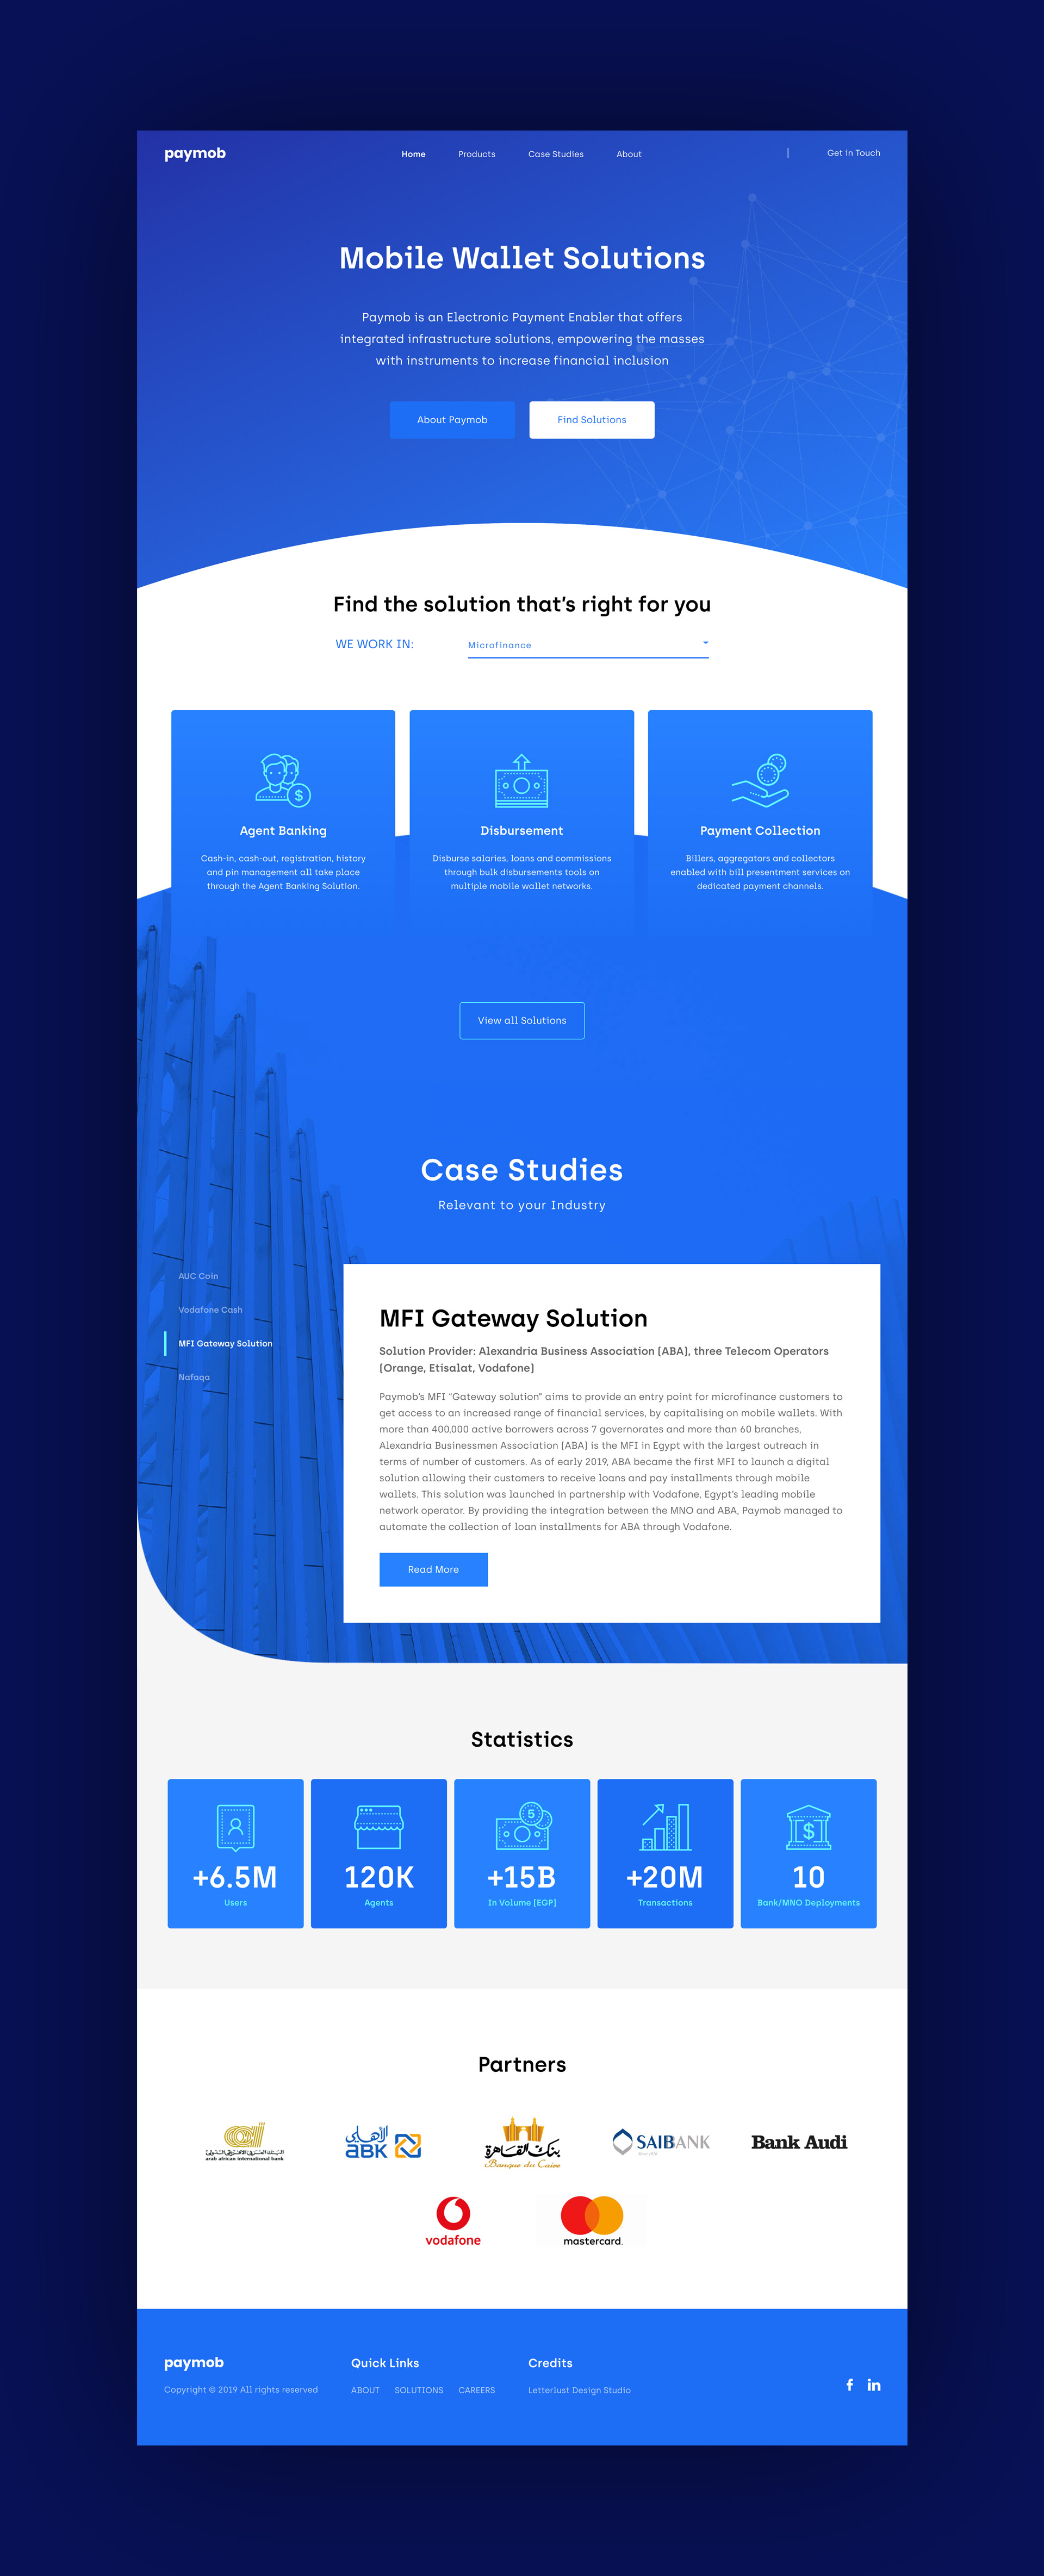 paymob
Home
Products
Case Studies
About
Get in Touch
Mobile Wallet Solutions
Paymob is an Electronic Payment Enabler that offers
integrated infrastructure solutions, empowering the masses
with instruments to increase financial inclusion
About Paymob
Find Solutions
Find the solution that's right for you
WE WORK IN:
Microfinance
$
Agent Banking
Cash-in, cash-out, registration, history
and pin management all take place
through the Agent Banking Solution.
Disbursement
Disburse salaries, loans and commissions
through bulk disbursements tools on
multiple mobile wallet networks.
Payment Collection
Billers, aggregators and collectors
enabled with bill presentment services on
dedicated payment channels.
View all Solutions
Case Studies
Relevant to your Industry
AUC Coin
Vodafone Cash
MFI Gateway Solution
Nafaqa
MFI Gateway Solution
Solution Provider: Alexandria Business Association (ABA), three Telecom Operators
(Orange, Etisalat, Vodafone)
Paymob's MFI "Gateway solution" aims to provide an entry point for microfinance customers to
get access to an increased range of financial services, by capitalising on mobile wallets. With
more than 400,000 active borrowers across 7 governorates and more than 60 branches,
Alexandria Businessmen Association (ABA) is the MFI in Egypt with the largest outreach in
terms of number of customers. As of early 2019, ABA became the first MFI to launch a digital
solution allowing their customers to receive loans and pay installments through mobile
wallets. This solution was launched in partnership with Vodafone, Egypt's leading mobile
network operator. By providing the integration between the MNO and ABA, Paymob managed to
automate the collection of loan installments for ABA through Vodafone.
Read More
Statistics
+6.5M
Users
120K
Agents
5
+15B
In Volume (EGP)
+20M
Transactions
$
10
Bank/MNO Deployments
Partners
البنك العربي الافريقي الدولي
arab african international bank
الأهلي
aBK
بنك القاهرة
Banque du Caire
SAIBANK
Bank Audi
vodafone
mastercard.
paymob
Copyright © 2019 All rights reserved
Quick Links
ABOUT
SOLUTIONS
CAREERS
Credits
Letterlust Design Studio
f
in